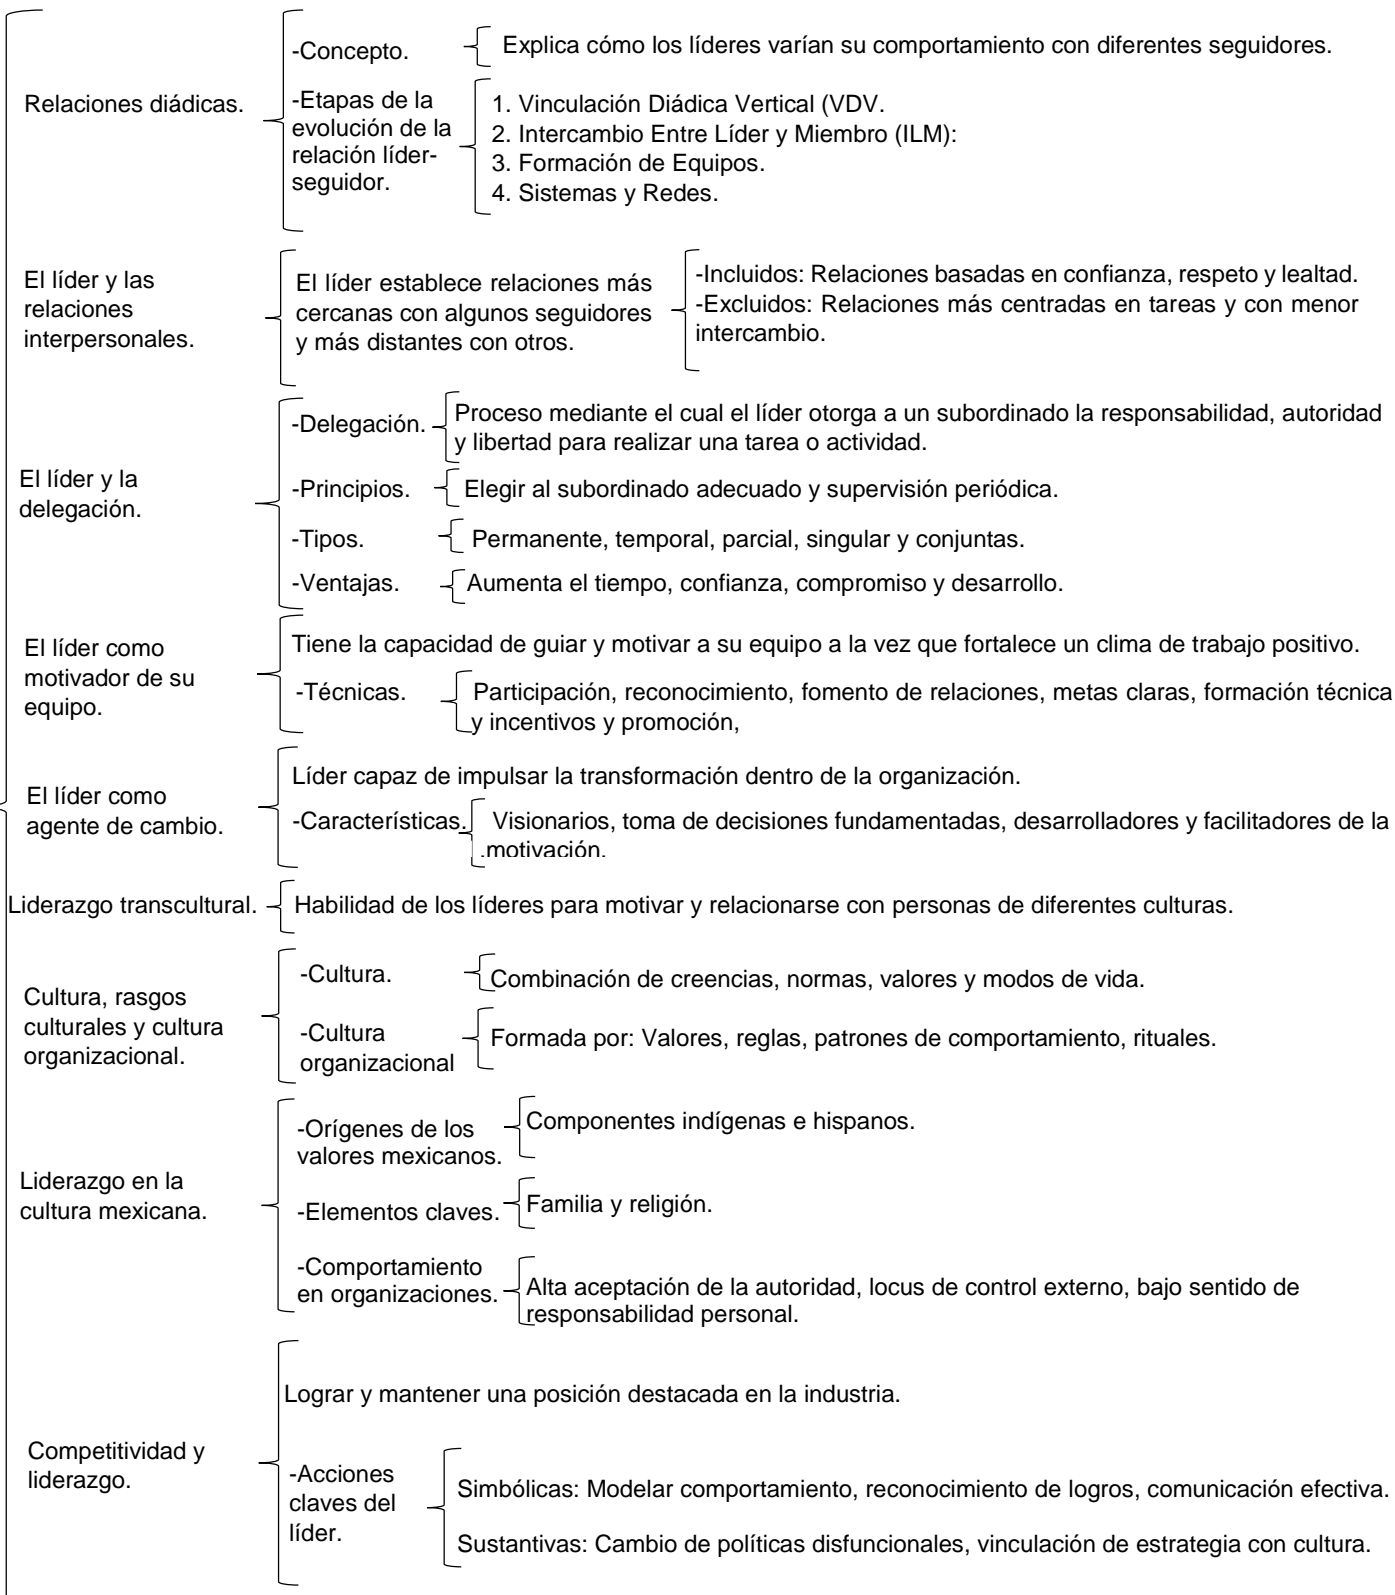 Relaciones diádicas.
-Concepto.
Explica cómo los líderes varían su comportamiento con diferentes seguidores.
-Etapas de la
evolución de la
relación líder-
seguidor.
1. Vinculación Diádica Vertical (VDV.
2. Intercambio Entre Líder y Miembro (ILM):
3. Formación de Equipos.
4. Sistemas y Redes.
El líder y las
relaciones
interpersonales.
El líder establece relaciones más
cercanas con algunos seguidores
y más distantes con otros.
-Incluidos: Relaciones basadas en confianza, respeto y lealtad.
-Excluidos: Relaciones más centradas en tareas y con menor
intercambio.
El líder y la
delegación.
-Delegación.
Proceso mediante el cual el líder otorga a un subordinado la responsabilidad, autoridad
y libertad para realizar una tarea o actividad.
-Principios.
Elegir al subordinado adecuado y supervisión periódica.
-Tipos.
Permanente, temporal, parcial, singular y conjuntas.
-Ventajas.
Aumenta el tiempo, confianza, compromiso y desarrollo.
El líder como
motivador de su
equipo.
Tiene la capacidad de guiar y motivar a su equipo a la vez que fortalece un clima de trabajo positivo.
-Técnicas.
Participación, reconocimiento, fomento de relaciones, metas claras, formación técnica
y incentivos y promoción,
El líder como
agente de cambio.
Líder capaz de impulsar la transformación dentro de la organización.
-Características.
Visionarios, toma de decisiones fundamentadas, desarrolladores y facilitadores de la
.motivación.
Liderazgo transcultural.
Habilidad de los líderes para motivar y relacionarse con personas de diferentes culturas.
Cultura, rasgos
culturales y cultura
organizacional.
-Cultura.
Combinación de creencias, normas, valores y modos de vida.
-Cultura
organizacional
Formada por: Valores, reglas, patrones de comportamiento, rituales.
Liderazgo en la
cultura mexicana.
-Orígenes de los
valores mexicanos.
Componentes indígenas e hispanos.
-Elementos claves.
Familia y religión.
-Comportamiento
en organizaciones.
Alta aceptación de la autoridad, locus de control externo, bajo sentido de
responsabilidad personal.
Competitividad y
liderazgo.
Lograr y mantener una posición destacada en la industria.
-Acciones
claves del
líder.
Simbólicas: Modelar comportamiento, reconocimiento de logros, comunicación efectiva.
Sustantivas: Cambio de políticas disfuncionales, vinculación de estrategia con cultura.